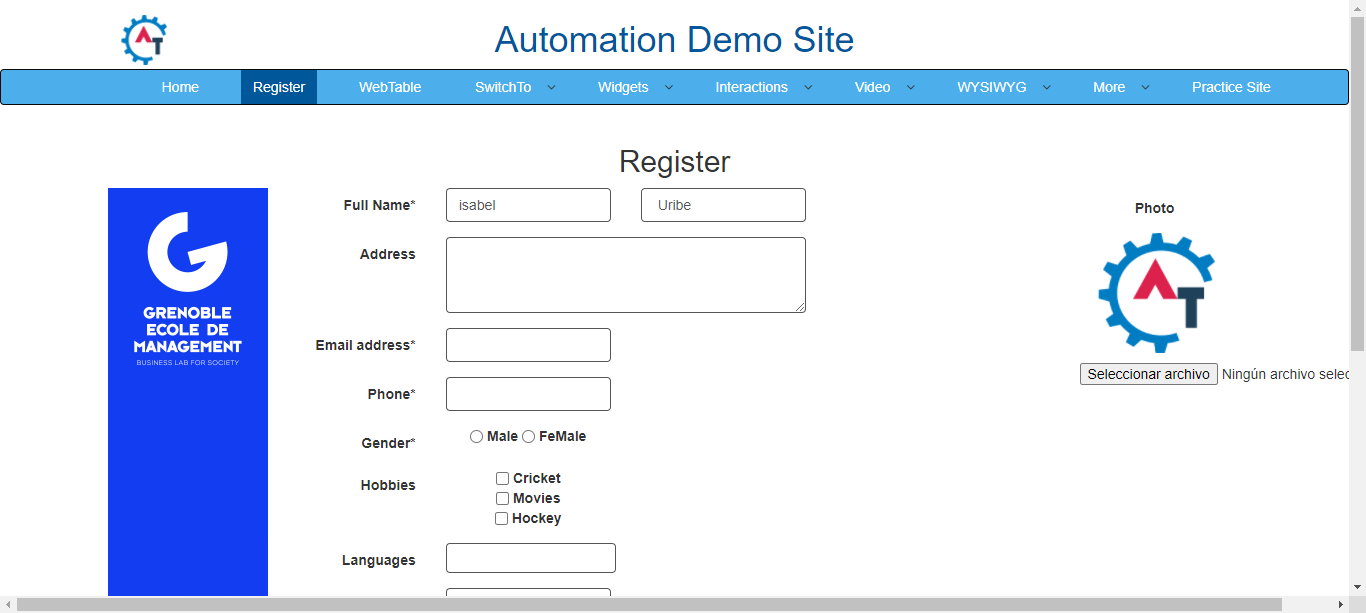 Automation Demo Site
Home Register WebTable SwitchTo Widgets Interactions Video WYSIWYG More Practice Site
Register
GRENOBLE
ECOLE DE
MANAGEMENT
BUSINESS LAB FOR SOCIETY
Full Name* isabel Uribe
Address
Email address*
Phone*
Gender* Male FeMale
Hobbies Cricket
Movies
Hockey
Languages
Photo
AT
Seleccionar archivo Ningún archivo selec